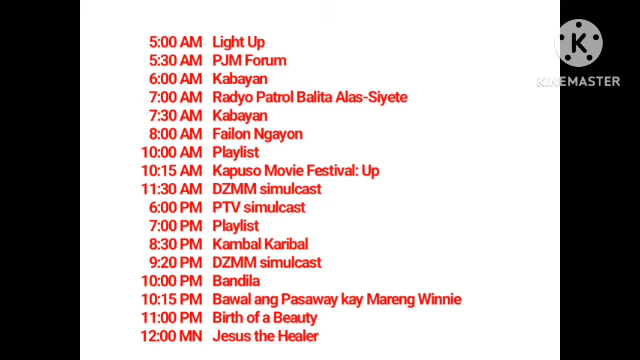 5:00 AM Light Up
5:30 AM PJM Forum
6:00 AM Kabayan
7:00 AM Radyo Patrol Balita Alas-Siyete
7:30 AM Kabayan
8:00 AM Failon Ngayon
10:00 AM Playlist
10:15 AM Kapuso Movie Festival: Up
11:30 AM DZMM simulcast
6:00 PM PTV simulcast
7:00 PM Playlist
8:30 PM Kambal Karibal
9:20 PM DZMM simulcast
10:00 PM Bandila
10:15 PM Bawal ang Pasaway kay Mareng Winnie
11:00 PM Birth of a Beauty
12:00 MN Jesus the Healer
K
KINEMASTER